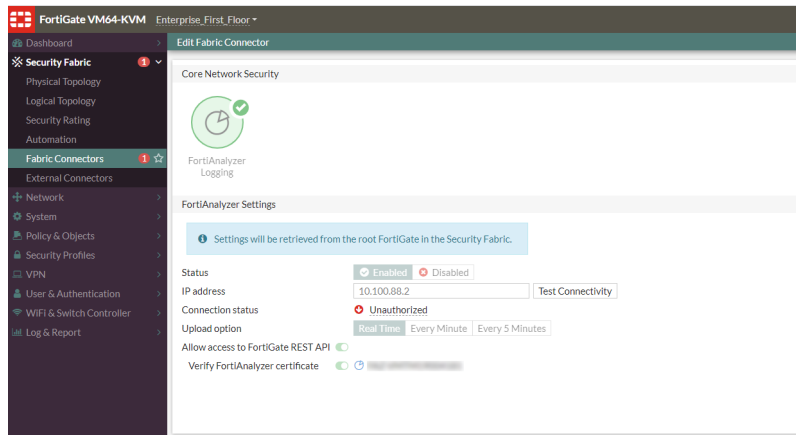 FortiGate VM64-KVM Enterprise_First_Floor
Dashboard
Edit Fabric Connector
Security Fabric 1
Core Network Security
Physical Topology
Logical Topology
Security Rating
Automation
Fabric Connectors 1
FortiAnalyzer
Logging
External Connectors
Network
FortiAnalyzer Settings
System
Policy & Objects
Settings will be retrieved from the root FortiGate in the Security Fabric.
Security Profiles
VPN
Status Enabled Disabled
User & Authentication
IP address 10.100.88.2 Test Connectivity
WiFi & Switch Controller
Connection status Unauthorized
Log & Report
Upload option Real Time Every Minute Every 5 Minutes
Allow access to FortiGate REST API
Verify FortiAnalyzer certificate